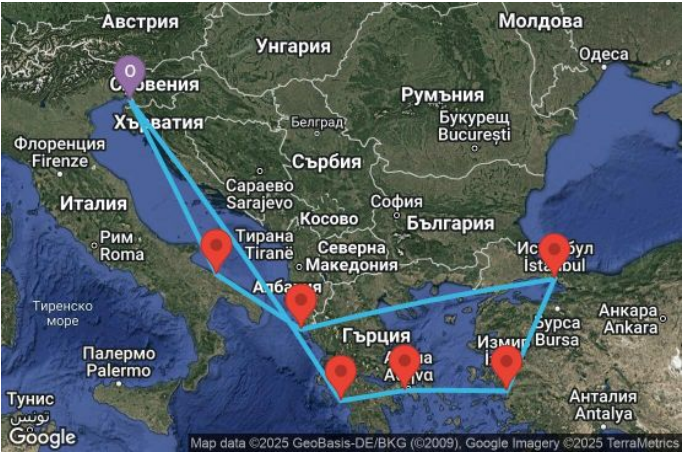 Австрия
Молдова
Унгария
Одеса
О
Словения
Румъния
Хърватия
Белград
Букурещ
București
Флоренция
Firenze
Сърбия
Италия
Сараево
Sarajevo
София
Косово
България
Рим
Roma
Тирана
Tiranë
Северна
Македония
İstanbul
Албания
Тиренско
море
Бурса
Bursa
Анкара
Ankara
Гърция
Измир
Палермо
Palermo
Тунис
تونس
Анталия
Antalya
Google
Map data ©2025 GeoBasis-DE/BKG (©2009), Google Imagery ©2025 TerraMetrics